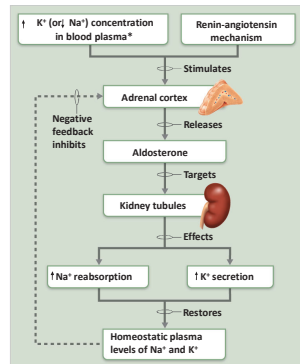 ↑ K⁺ (or↓ Na⁺) concentration
in blood plasma*
Renin-angiotensin
mechanism
Stimulates
Adrenal cortex
Negative
feedback
inhibits
Releases
Aldosterone
Targets
Kidney tubules
Effects
↑Na⁺ reabsorption
↑K⁺ secretion
Restores
Homeostatic plasma
levels of Na⁺ and K⁺